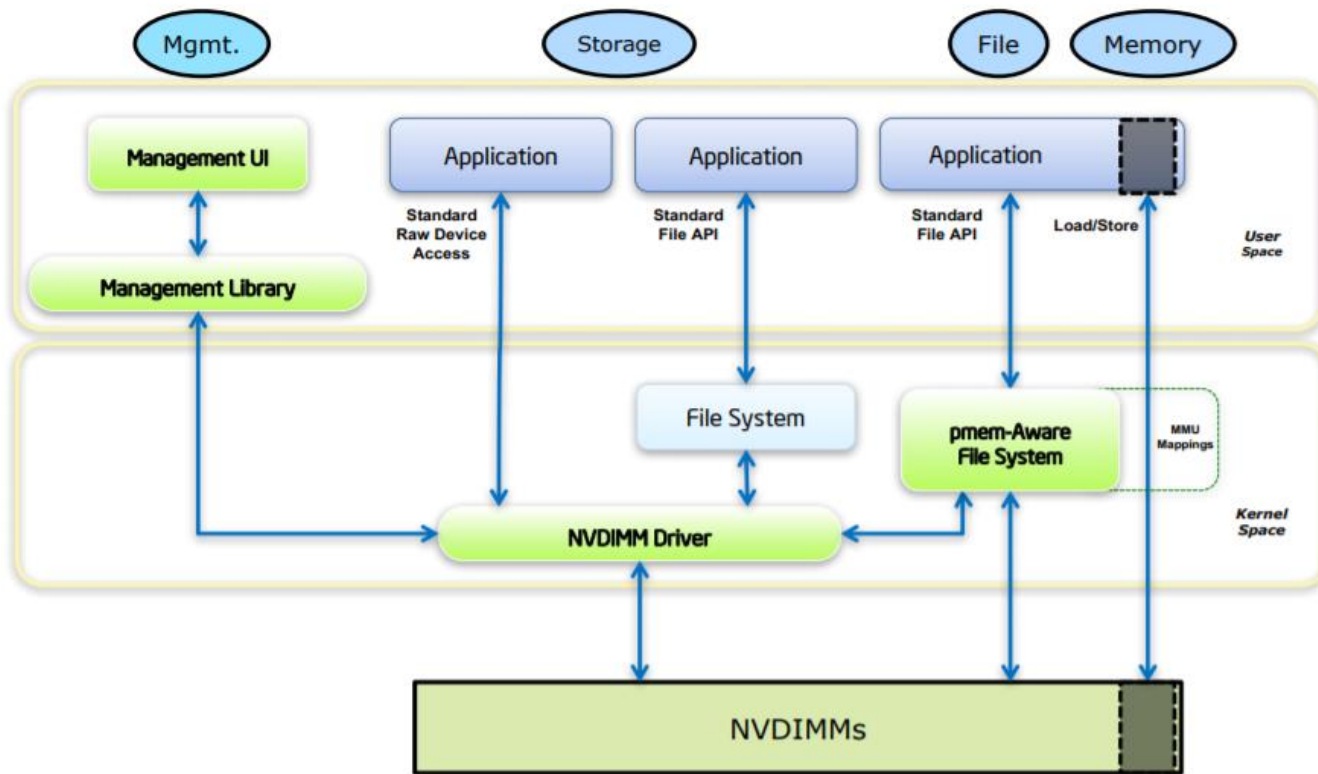 Mgmt.
Storage
File
Memory
Management UI
Application
Application
Application
Standard
Raw Device
Access
Standard
File API
Standard
File API
Load/Store
User
Space
Management Library
File System
pmem-Aware
File System
MMU
Mappings
NVDIMM Driver
Kernel
Space
NVDIMMs